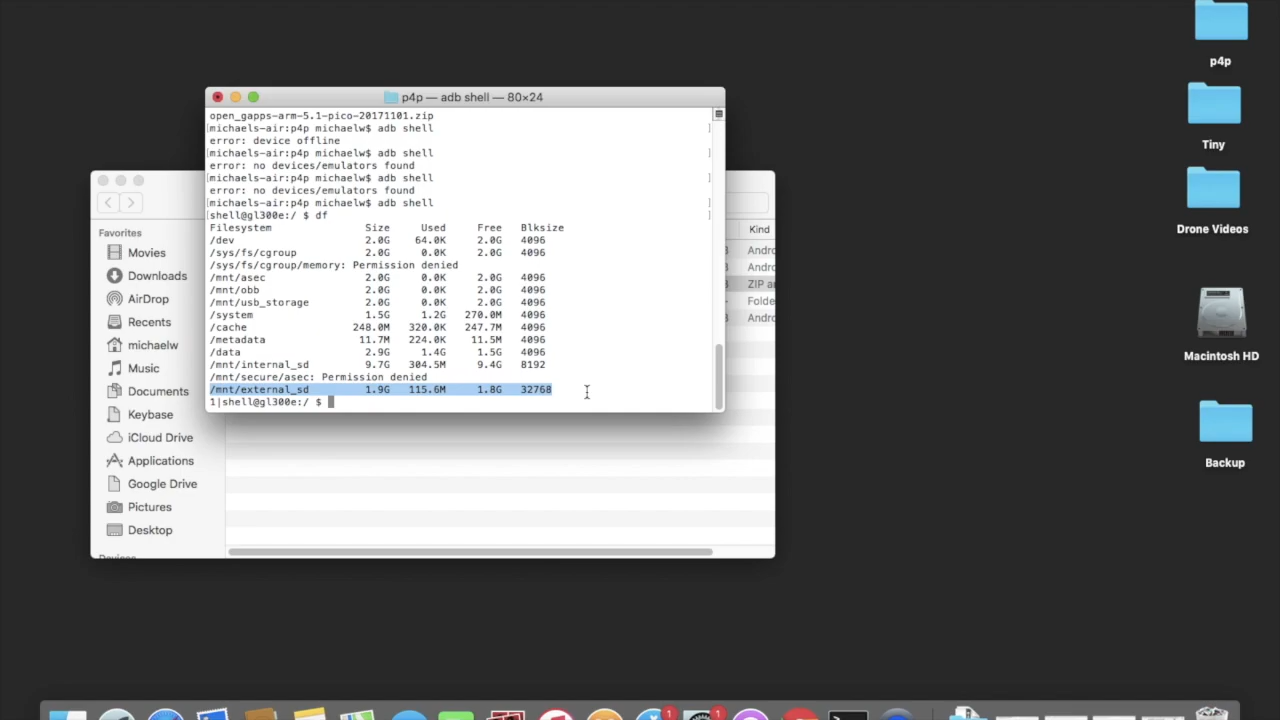 p4p — adb shell — 80×24
open_gapps-arm-5.1-pico-20171101.zip
[michaels-air:p4p michaelw$ adb shell ]
error: device offline
[michaels-air:p4p michaelw$ adb shell ]
error: no devices/emulators found
[michaels-air:p4p michaelw$ adb shell ]
error: no devices/emulators found
[michaels-air:p4p michaelw$ adb shell ]
[shell@gl300e:/ $ df ]
Filesystem Size Used Free Blksize
/dev 2.0G 64.0K 2.0G 4096
/sys/fs/cgroup 2.0G 0.0K 2.0G 4096
/sys/fs/cgroup/memory: Permission denied
/mnt/asec 2.0G 0.0K 2.0G 4096
/mnt/obb 2.0G 0.0K 2.0G 4096
/mnt/usb_storage 2.0G 0.0K 2.0G 4096
/system 1.5G 1.2G 270.0M 4096
/cache 248.0M 320.0K 247.7M 4096
/metadata 11.7M 224.0K 11.5M 4096
/data 2.9G 1.4G 1.5G 4096
/mnt/internal_sd 9.7G 304.5M 9.4G 8192
/mnt/secure/asec: Permission denied
/mnt/external_sd 1.9G 115.6M 1.8G 32768
1|shell@gl300e:/ $
Favorites
Movies
Downloads
AirDrop
Recents
michaelw
Music
Documents
Keybase
iCloud Drive
Applications
Google Drive
Pictures
Desktop
Devices
Kind
Andro
Andro
ZIP ar
Folde
Andro
p4p
Tiny
Drone Videos
Macintosh HD
Backup
1
1